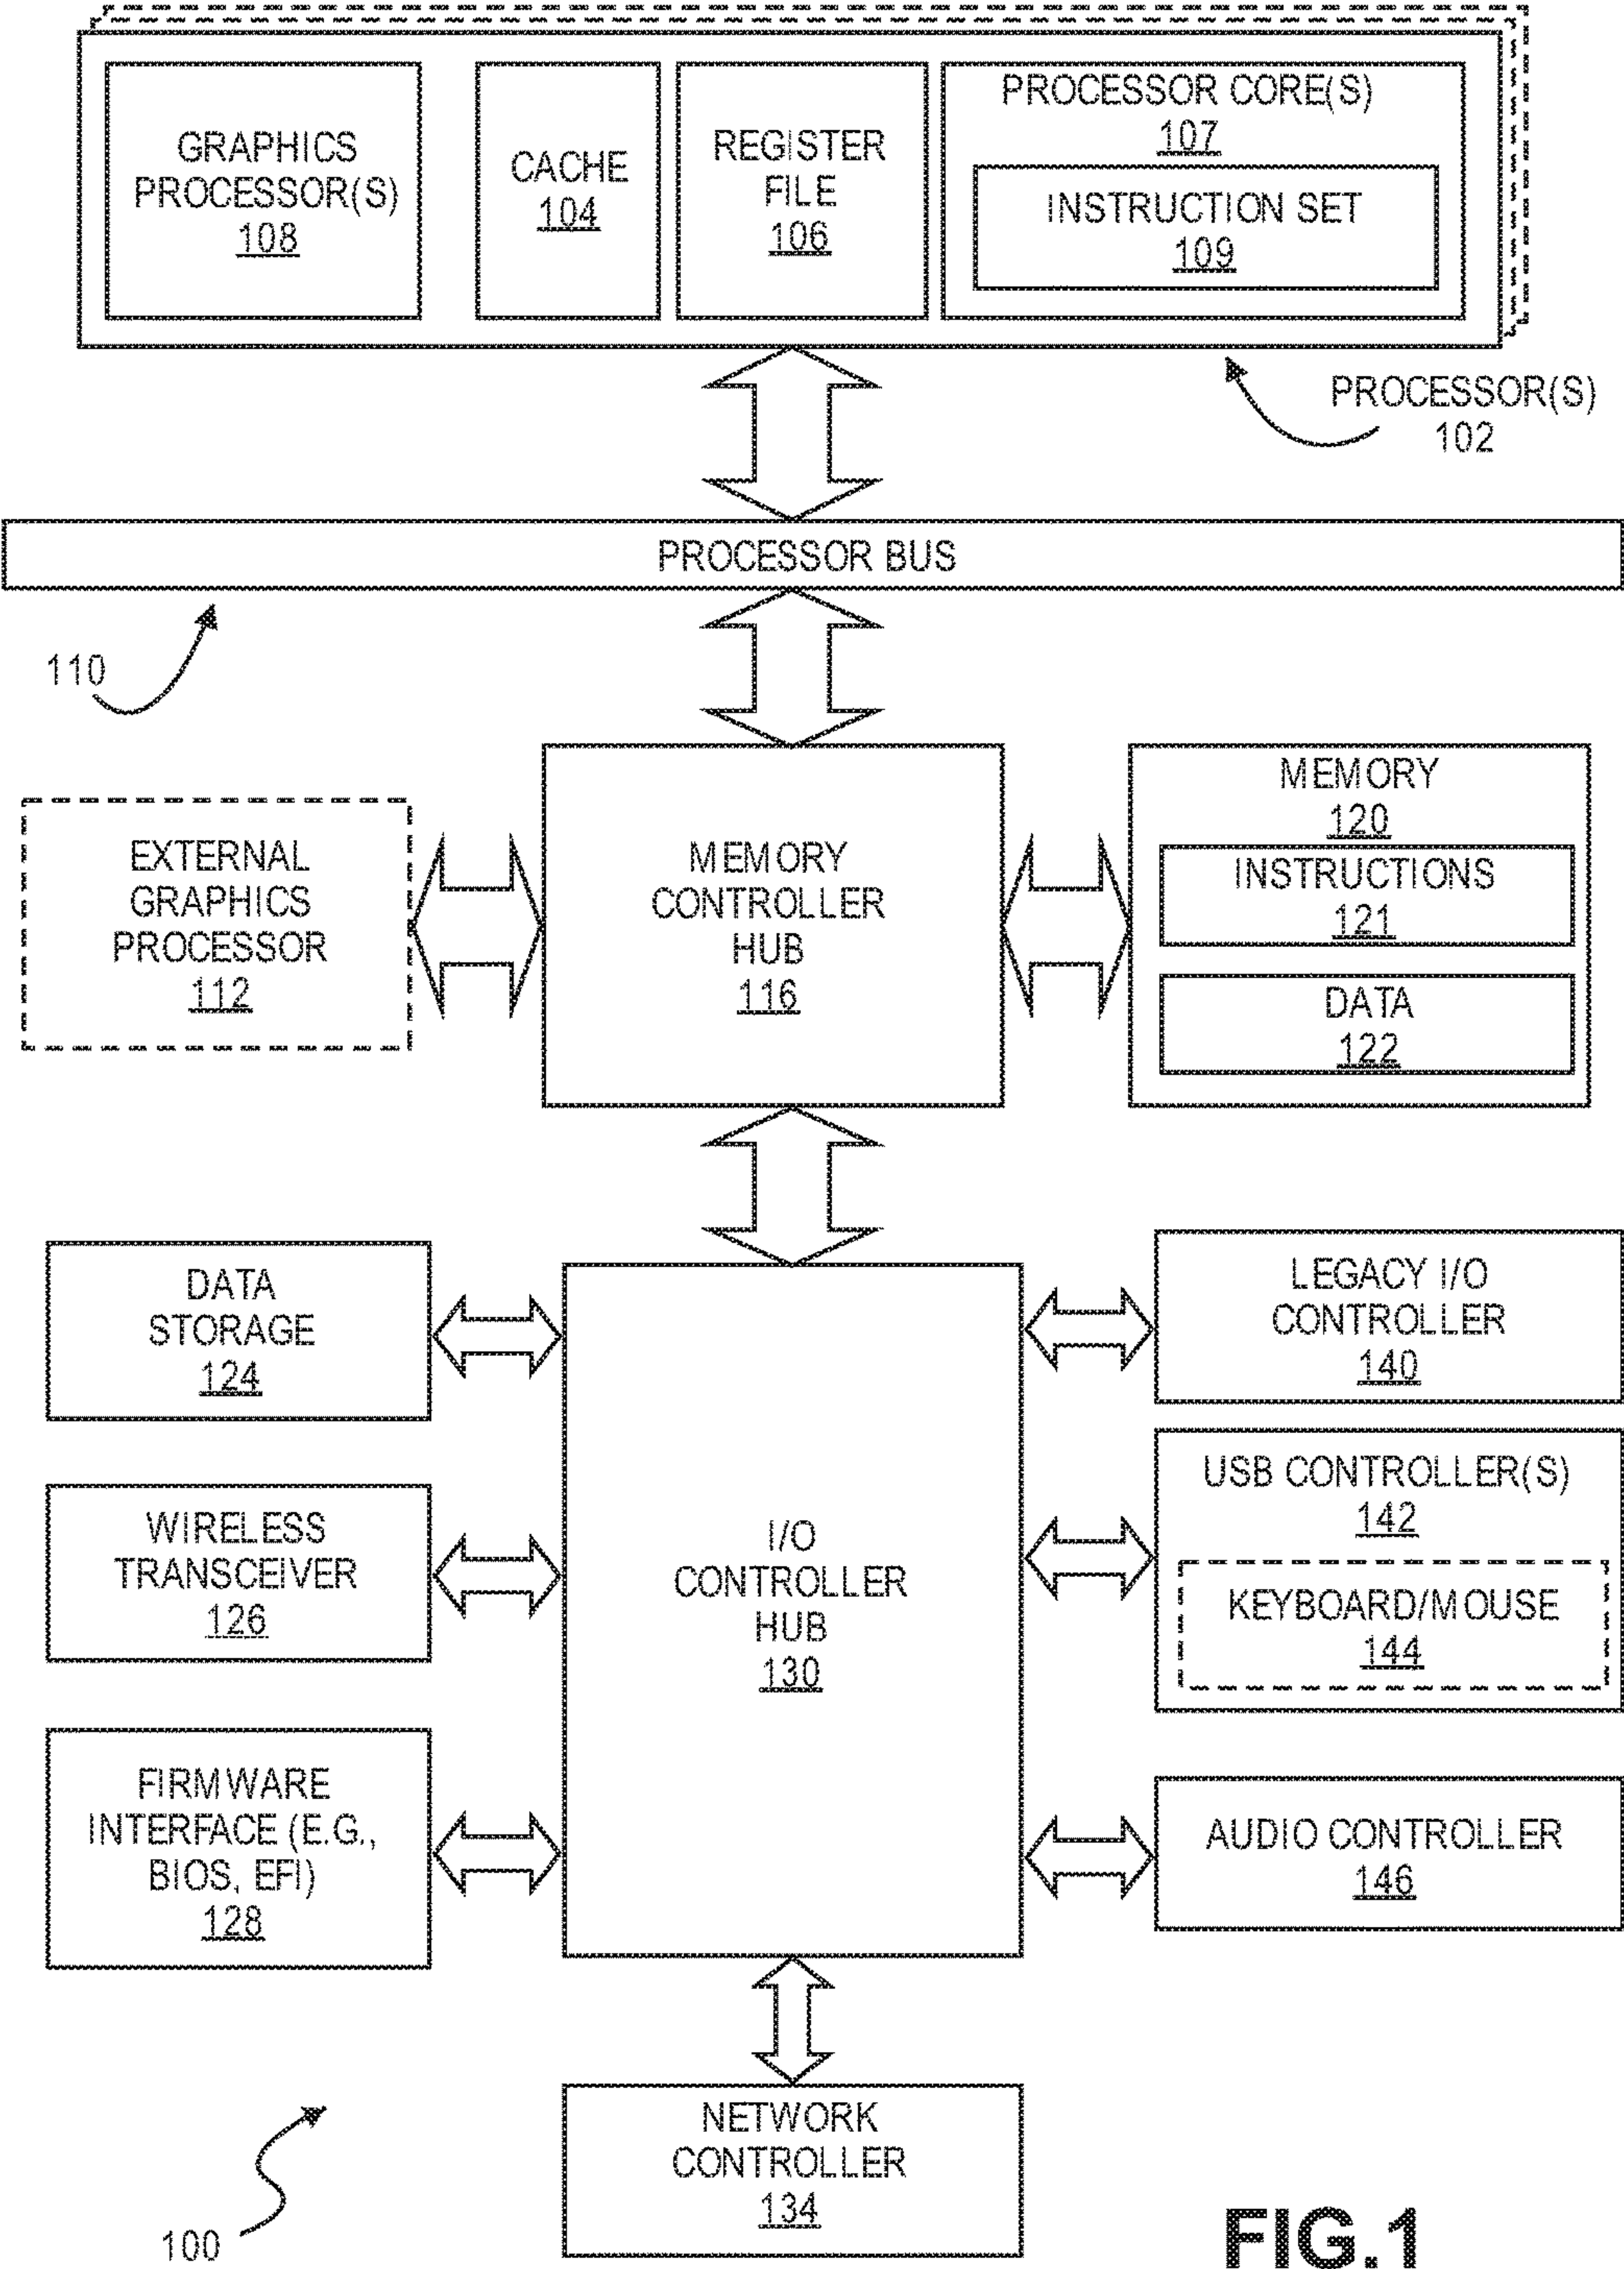 GRAPHICS
PROCESSOR(S)
108
CACHE
104
REGISTER
FILE
106
PROCESSOR CORE(S)
107
INSTRUCTION SET
109
PROCESSOR(S)
102
PROCESSOR BUS
110
EXTERNAL
GRAPHICS
PROCESSOR
112
MEMORY
CONTROLLER
HUB
116
MEMORY
120
INSTRUCTIONS
121
DATA
122
DATA
STORAGE
124
WIRELESS
TRANSCEIVER
126
FIRMWARE
INTERFACE (E.G.,
BIOS, EFI)
128
I/O
CONTROLLER
HUB
130
LEGACY I/O
CONTROLLER
140
USB CONTROLLER(S)
142
KEYBOARD/MOUSE
144
AUDIO CONTROLLER
146
NETWORK
CONTROLLER
134
100
FIG.1